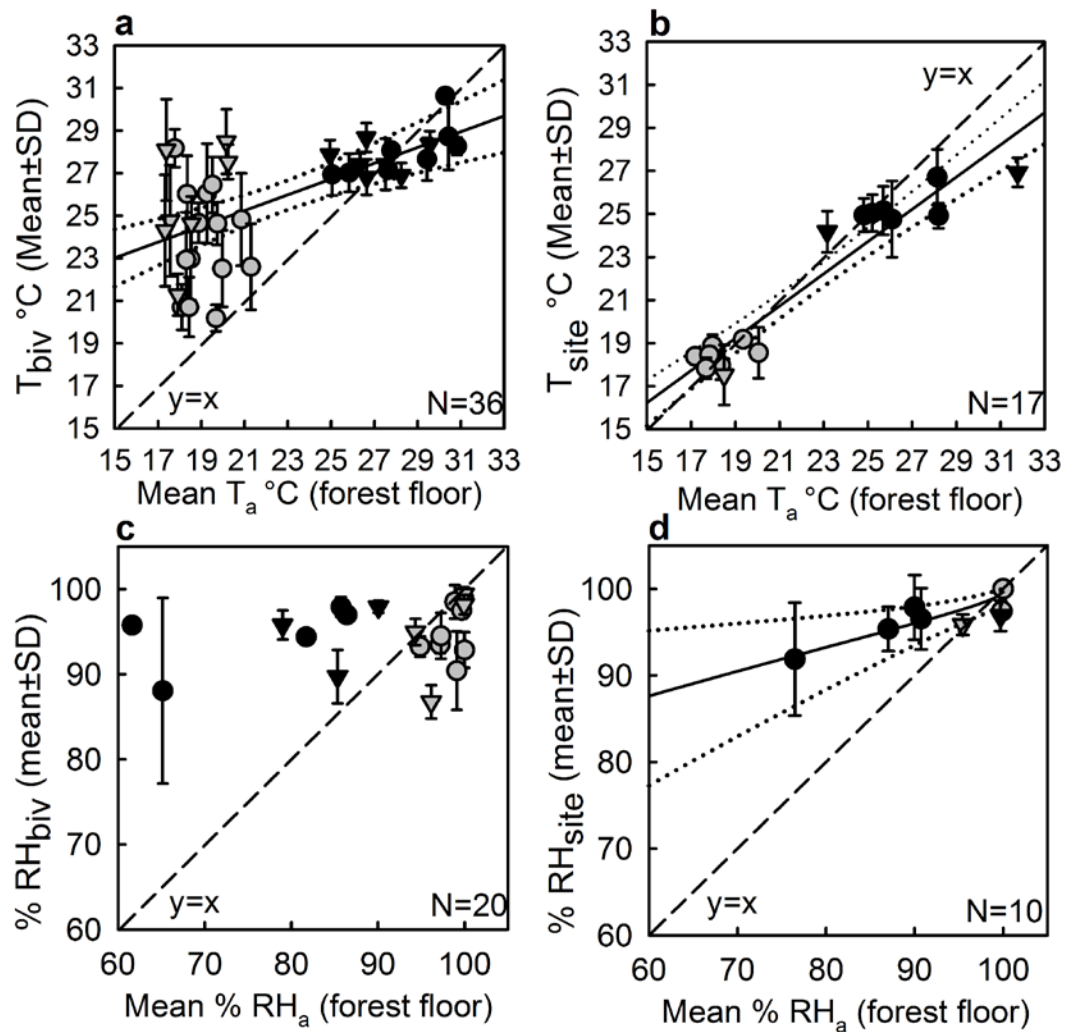 a
T_biv °C (Mean±SD)
33
31
29
27
25
23
21
19
17
15
y=x
N=36
15 17 19 21 23 25 27 29 31 33
Mean T_a °C (forest floor)
b
T_site °C (Mean±SD)
33
31
29
27
25
23
21
19
17
15
y=x
N=17
15 17 19 21 23 25 27 29 31 33
Mean T_a °C (forest floor)
c
% RH_biv (mean±SD)
100
90
80
70
60
y=x
N=20
60 70 80 90 100
Mean % RH_a (forest floor)
d
% RH_site (mean±SD)
100
90
80
70
60
y=x
N=10
60 70 80 90 100
Mean % RH_a (forest floor)